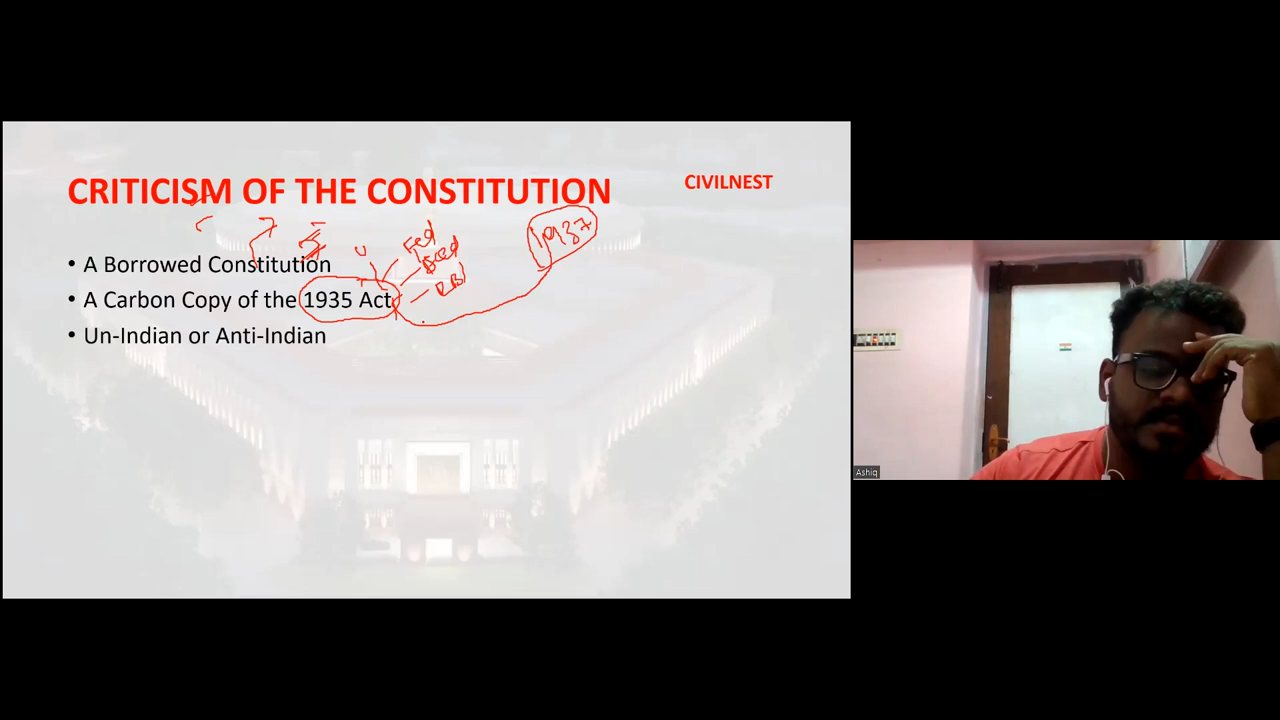 CRITICISM OF THE CONSTITUTION
CIVILNEST
1937
Fed
• A Borrowed Constitution
• A Carbon Copy of the 1935 Act
• Un-Indian or Anti-Indian
Ashiq